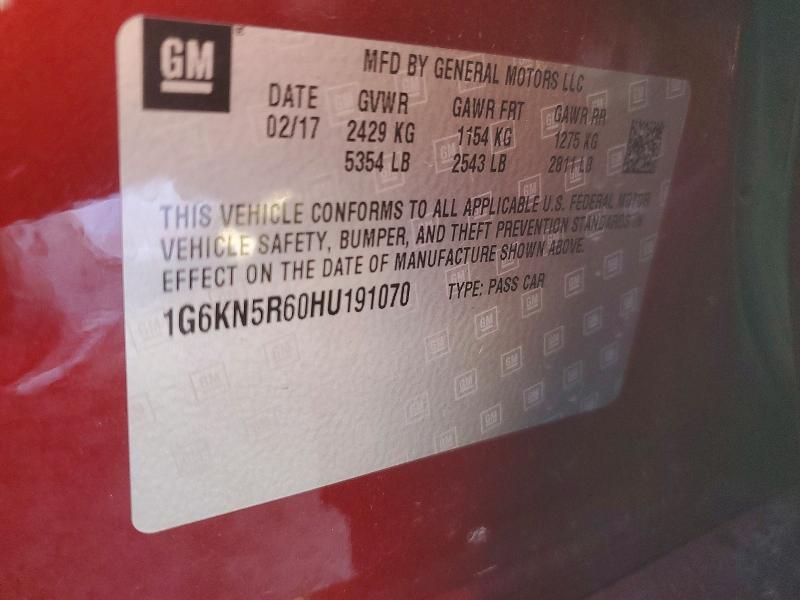 GM
MFD BY GENERAL MOTORS LLC
DATE GVWR GAWR FRT GAWR RR
02/17 2429 KG 1154 KG 1275 KG
5354 LB 2543 LB 2811 LB
THIS VEHICLE CONFORMS TO ALL APPLICABLE U.S. FEDERAL MOTOR
VEHICLE SAFETY, BUMPER, AND THEFT PREVENTION STANDARDS IN
EFFECT ON THE DATE OF MANUFACTURE SHOWN ABOVE.
1G6KN5R60HU191070 TYPE: PASS CAR